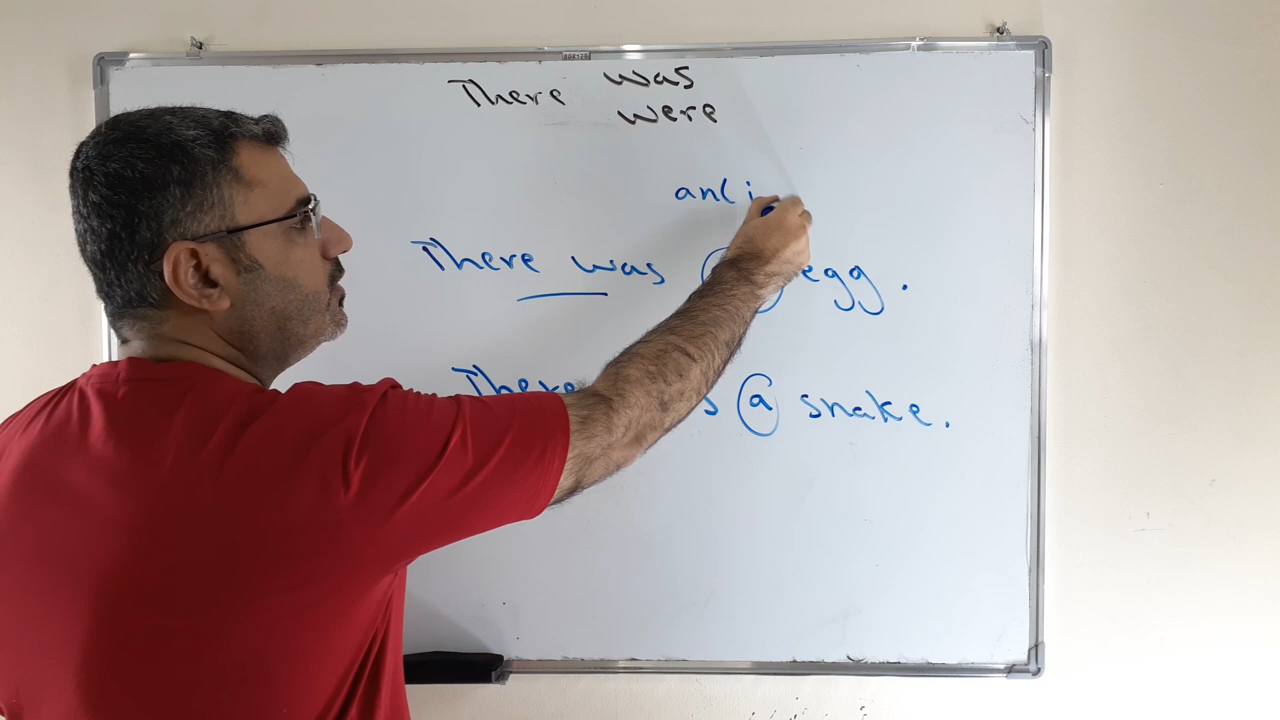 There was
were
an( i
There was egg.
There a snake.